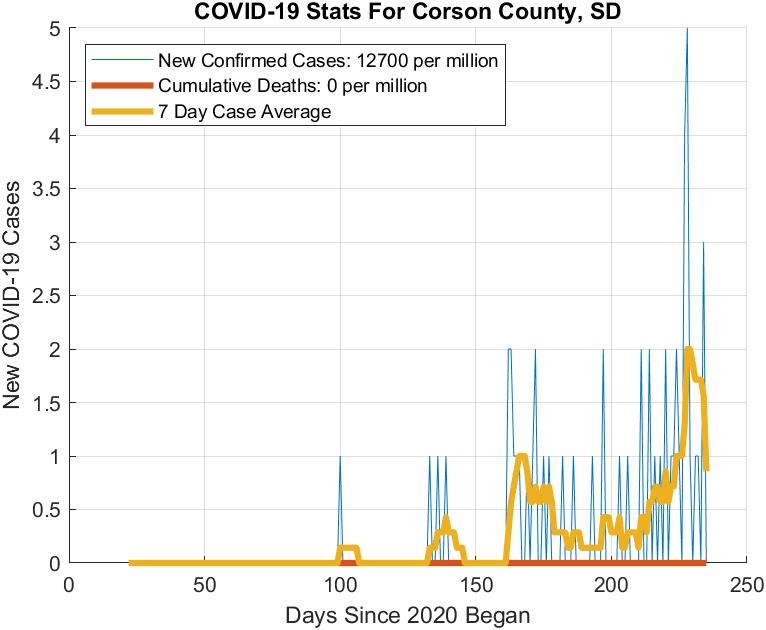 COVID-19 Stats For Corson County, SD
5
4.5
4
3.5
3
2.5
2
1.5
1
0.5
0
New COVID-19 Cases
New Confirmed Cases: 12700 per million
Cumulative Deaths: 0 per million
7 Day Case Average
0 50 100 150 200 250
Days Since 2020 Began